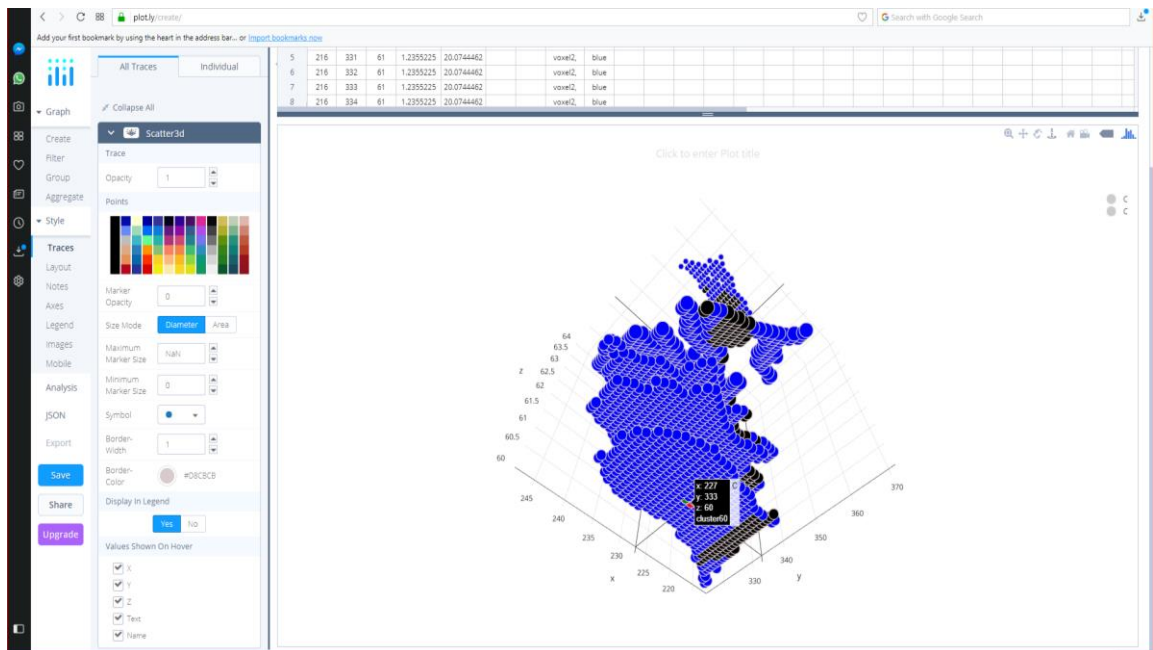 plot.ly/create/
Search with Google Search
Add your first bookmark by using the heart in the address bar... or import bookmarks now
All Traces Individual
5 216 331 61 1.2355225 20.0744462 voxel2, blue
6 216 332 61 1.2355225 20.0744462 voxel2, blue
7 216 333 61 1.2355225 20.0744462 voxel2, blue
8 216 334 61 1.2355225 20.0744462 voxel2, blue
Graph
Create
Filter
Group
Aggregate
Style
Traces
Layout
Notes
Axes
Legend
Images
Mobile
Analysis
JSON
Export
Save
Share
Upgrade
Collapse All
Scatter3d
Trace
Opacity 1
Points
Marker
Opacity 0
Size Mode Diameter Area
Maximum
Marker Size NaN
Minimum
Marker Size 0
Symbol
Border-
Width 1
Border-
Color #D8CBCB
Display In Legend
Yes No
Values Shown On Hover
X
Y
Z
Text
Name
Click to enter Plot title
C
C
64
63.5
63
z 62.5
62
61.5
61
60.5
60
245
240
235
230
225
220
x
370
360
350
340
330
y
x: 227 C
y: 333
z: 60
cluster60